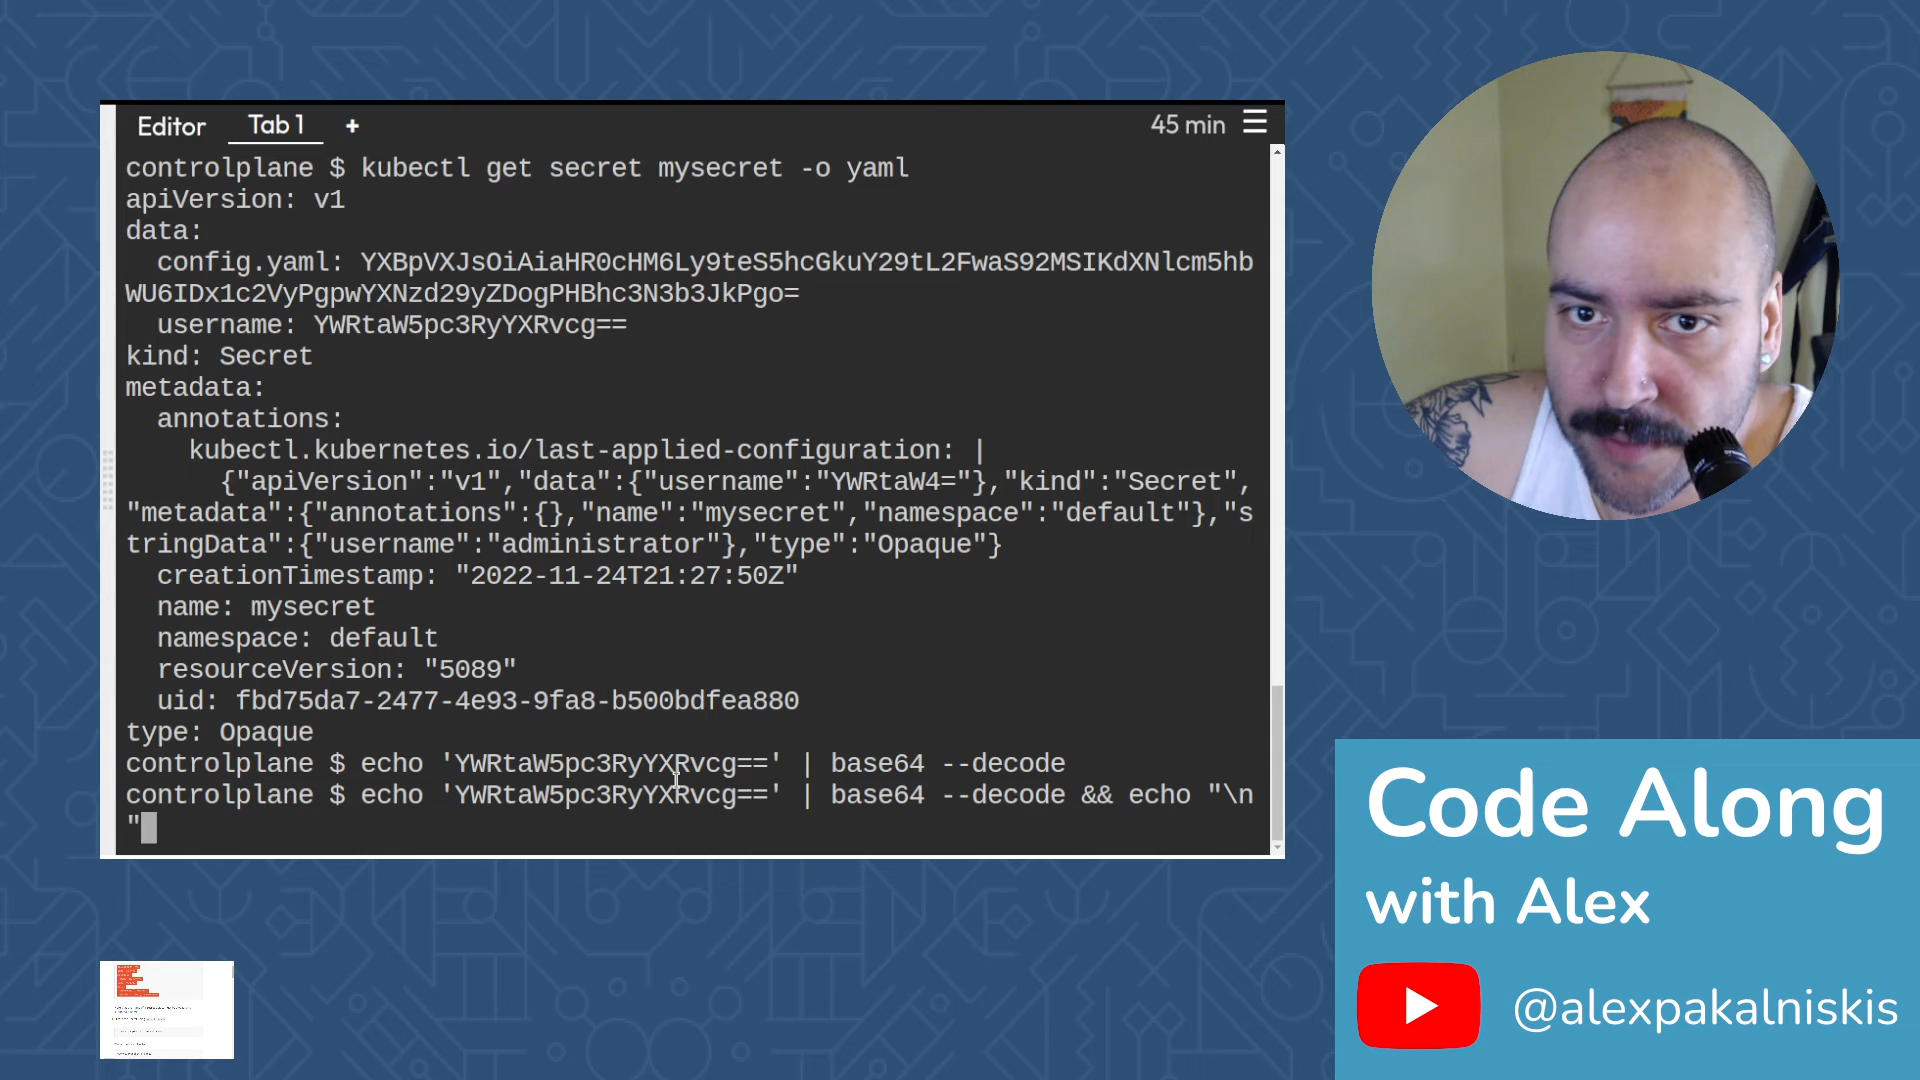 Editor Tab 1 + 45 min
controlplane $ kubectl get secret mysecret -o yaml
apiVersion: v1
data:
  config.yaml: YXBpVXJsOiAiaHR0cHM6Ly9teS5hcGkuY29tL2FwaS92MSIKdXNlcm5hb
WU6IDx1c2VyPgpwYXNzd29yZDogPHBhc3N3b3JkPgo=
  username: YWRtaW5pc3RyYXRvcg==
kind: Secret
metadata:
  annotations:
    kubectl.kubernetes.io/last-applied-configuration: |
      {"apiVersion":"v1","data":{"username":"YWRtaW4="},"kind":"Secret",
"metadata":{"annotations":{},"name":"mysecret","namespace":"default"},"s
tringData":{"username":"administrator"},"type":"Opaque"}
  creationTimestamp: "2022-11-24T21:27:50Z"
  name: mysecret
  namespace: default
  resourceVersion: "5089"
  uid: fbd75da7-2477-4e93-9fa8-b500bdfea880
type: Opaque
controlplane $ echo 'YWRtaW5pc3RyYXRvcg==' | base64 --decode
controlplane $ echo 'YWRtaW5pc3RyYXRvcg==' | base64 --decode && echo "\n
"
Code Along
with Alex
@alexpakalniskis